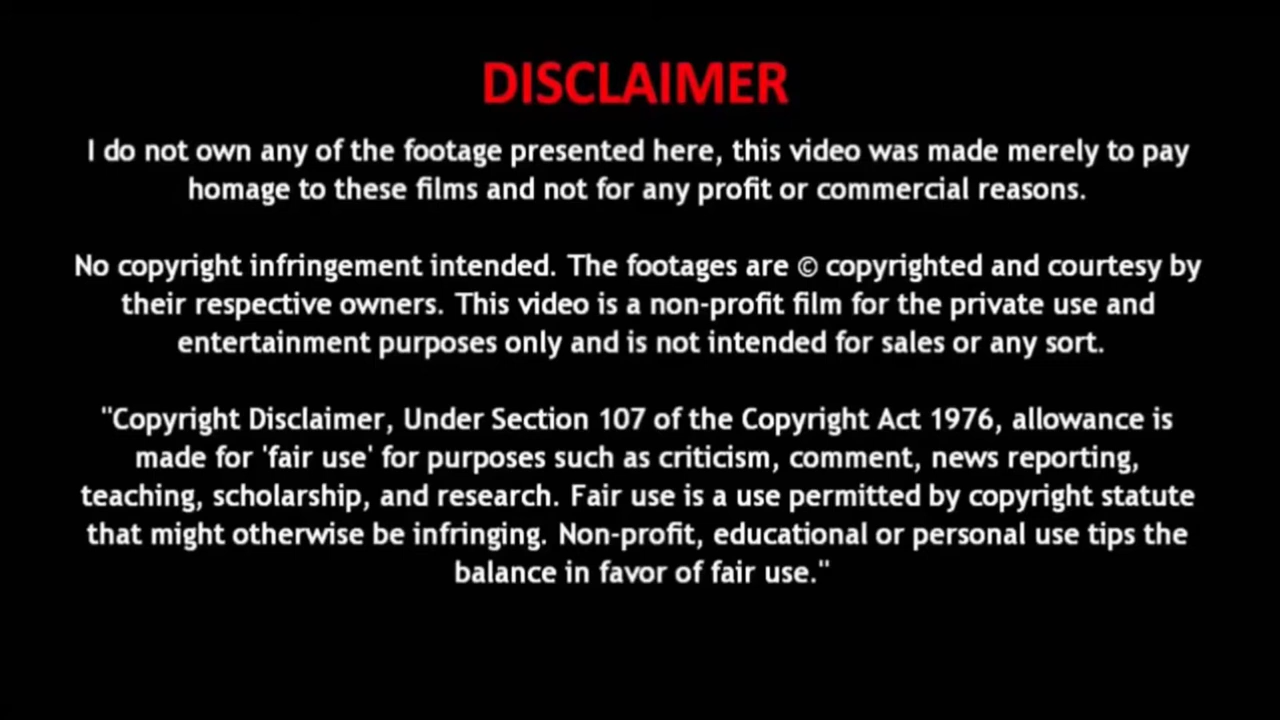 DISCLAIMER
I do not own any of the footage presented here, this video was made merely to pay
homage to these films and not for any profit or commercial reasons.
No copyright infringement intended. The footages are © copyrighted and courtesy by
their respective owners. This video is a non-profit film for the private use and
entertainment purposes only and is not intended for sales or any sort.
"Copyright Disclaimer, Under Section 107 of the Copyright Act 1976, allowance is
made for 'fair use' for purposes such as criticism, comment, news reporting,
teaching, scholarship, and research. Fair use is a use permitted by copyright statute
that might otherwise be infringing. Non-profit, educational or personal use tips the
balance in favor of fair use."